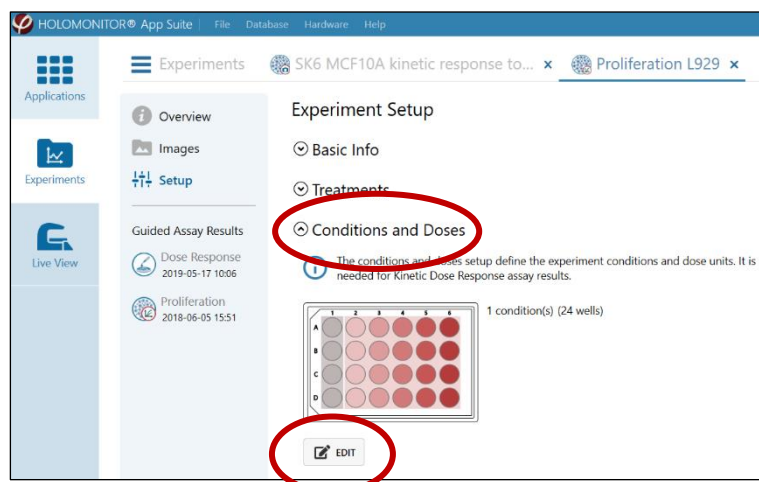 HOLOMONITOR® App Suite File Database Hardware Help
Applications
Experiments
Live View
Experiments SK6 MCF10A kinetic response to... × Proliferation L929 ×
Overview
Images
Setup
Guided Assay Results
Dose Response
2019-05-17 10:06
Proliferation
2018-06-05 15:51
Experiment Setup
Basic Info
Treatments
Conditions and Doses
The conditions and doses setup define the experiment conditions and dose units. It is
needed for Kinetic Dose Response assay results.
1 2 3 4 5 6
A
B
C
D
1 condition(s) (24 wells)
EDIT